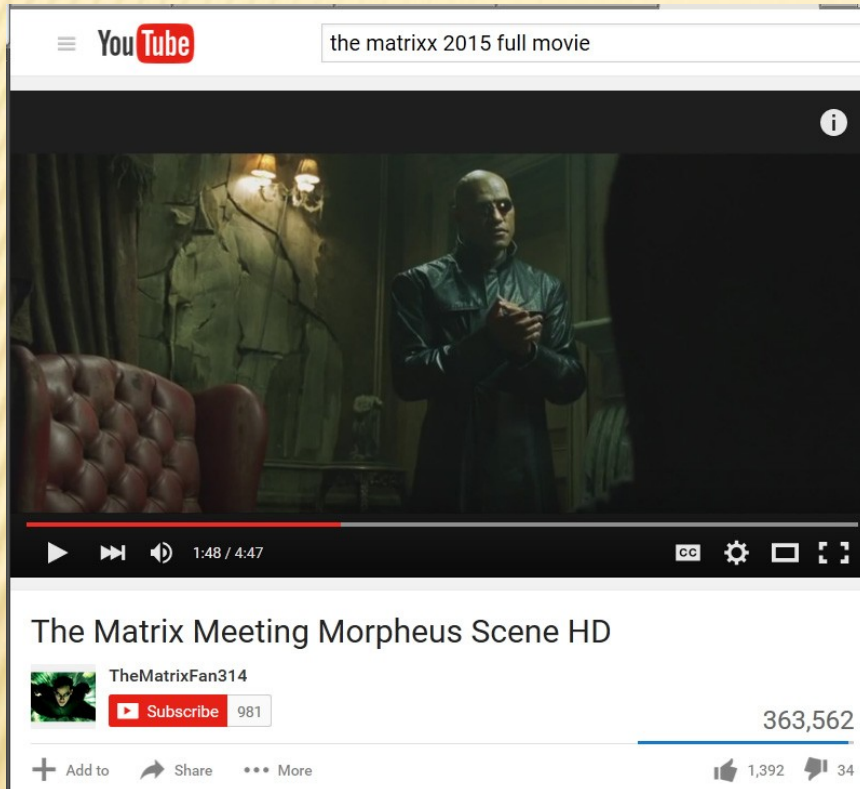 YouTube
the matrixx 2015 full movie
i
1:48 / 4:47
CC
The Matrix Meeting Morpheus Scene HD
TheMatrixFan314
Subscribe 981
363,562
Add to Share More
1,392 34